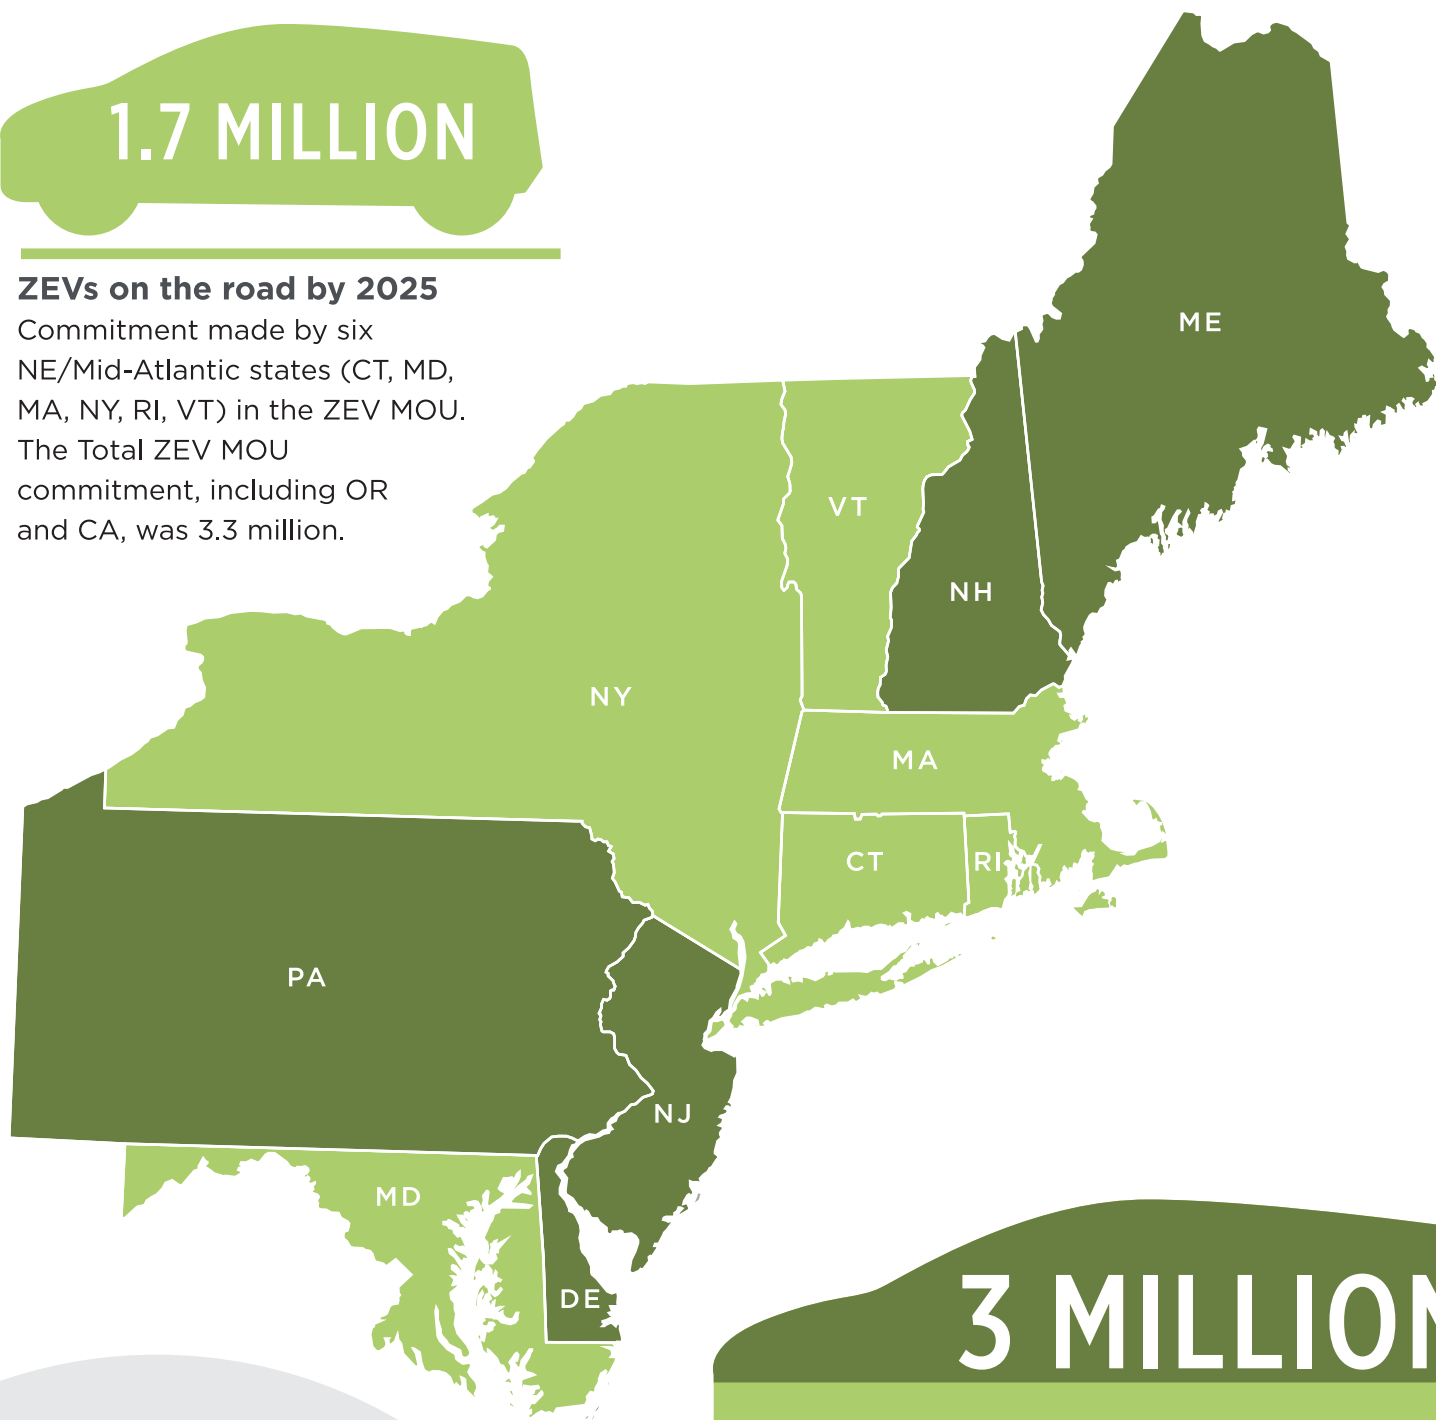 1.7 MILLION
ZEVs on the road by 2025
Commitment made by six
NE/Mid-Atlantic states (CT, MD,
MA, NY, RI, VT) in the ZEV MOU.
The Total ZEV MOU
commitment, including OR
and CA, was 3.3 million.
ME
VT
NH
NY
MA
CT
RI
PA
NJ
MD
DE
3 MILLION